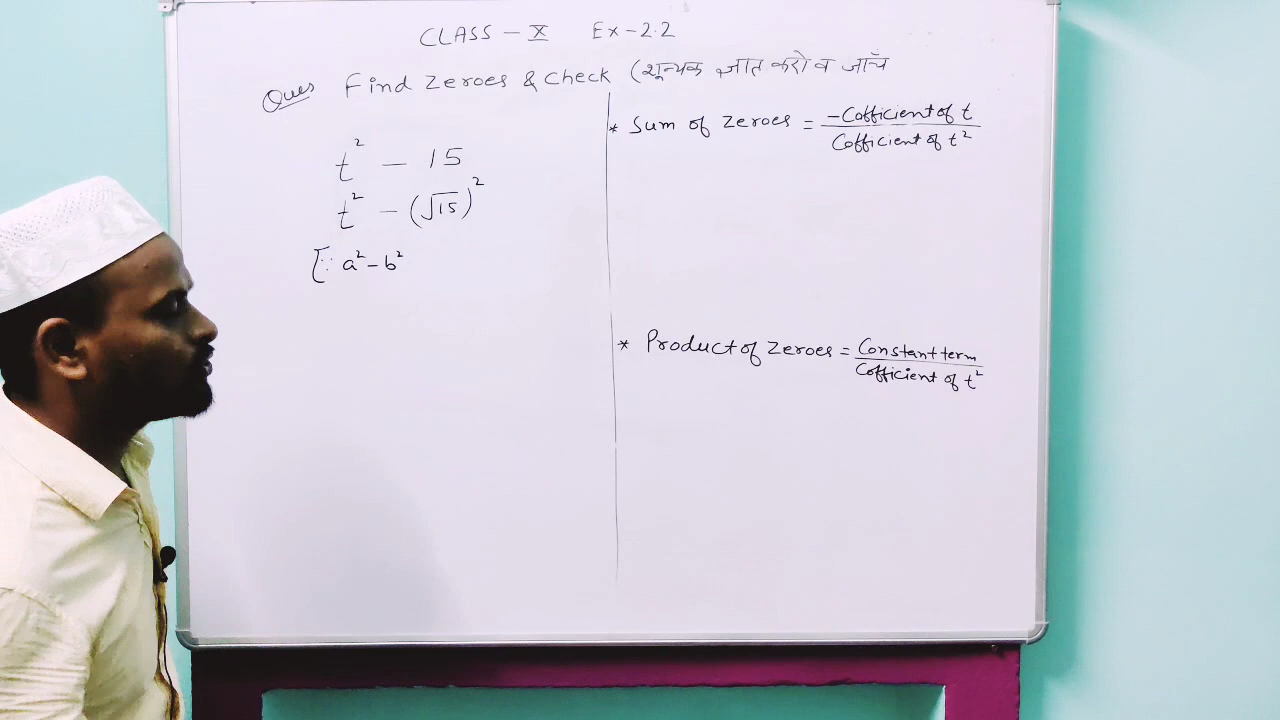 CLASS - X Ex-2.2
Ques Find Zeroes & Check (शून्यक ज्ञात करो व जाँच
t² - 15
t² - (√15)²
[∵ a² - b²
* Sum of zeroes = -Cofficient of t / Cofficient of t²
* Product of zeroes = Constant term / Cofficient of t²